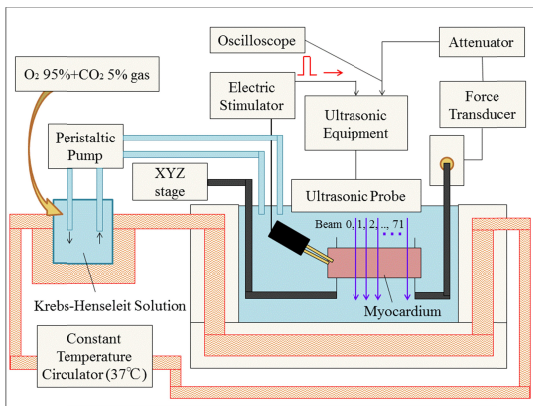 Oscilloscope
Attenuator
O₂ 95%+CO₂ 5% gas
Electric
Stimulator
Ultrasonic
Equipment
Force
Transducer
Peristaltic
Pump
XYZ
stage
Ultrasonic Probe
Beam 0, 1, 2, .., 71
Krebs-Henseleit Solution
Myocardium
Constant
Temperature
Circulator (37℃)